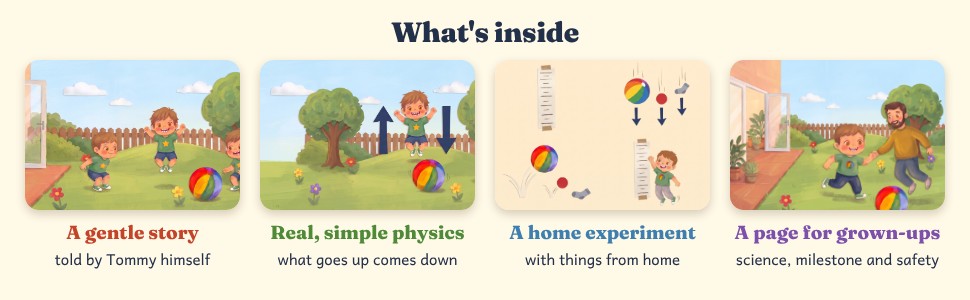 What's inside
A gentle story
told by Tommy himself
Real, simple physics
what goes up comes down
A home experiment
with things from home
A page for grown-ups
science, milestone and safety